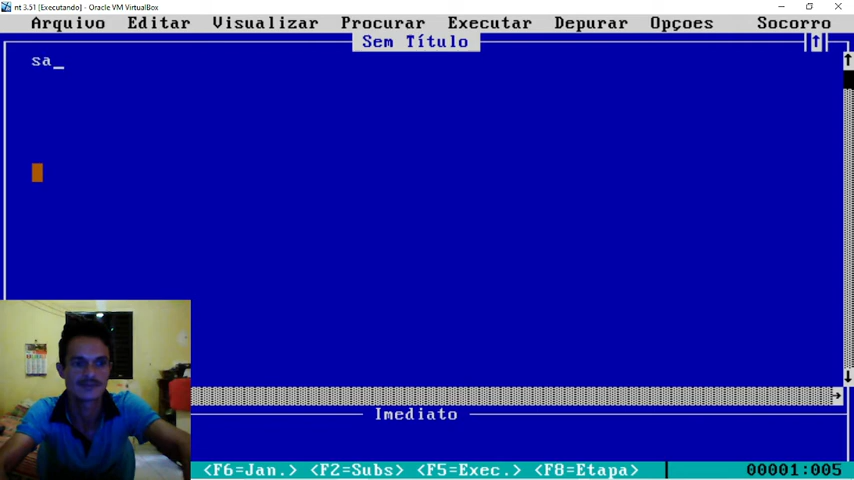 nt 3.51 [Executando] - Oracle VM VirtualBox
Arquivo Editar Visualizar Procurar Executar Depurar Opções Socorro
Sem Título
sa_
Imediato
<F6=Jan.> <F2=Subs> <F5=Exec.> <F8=Etapa> 00001:005